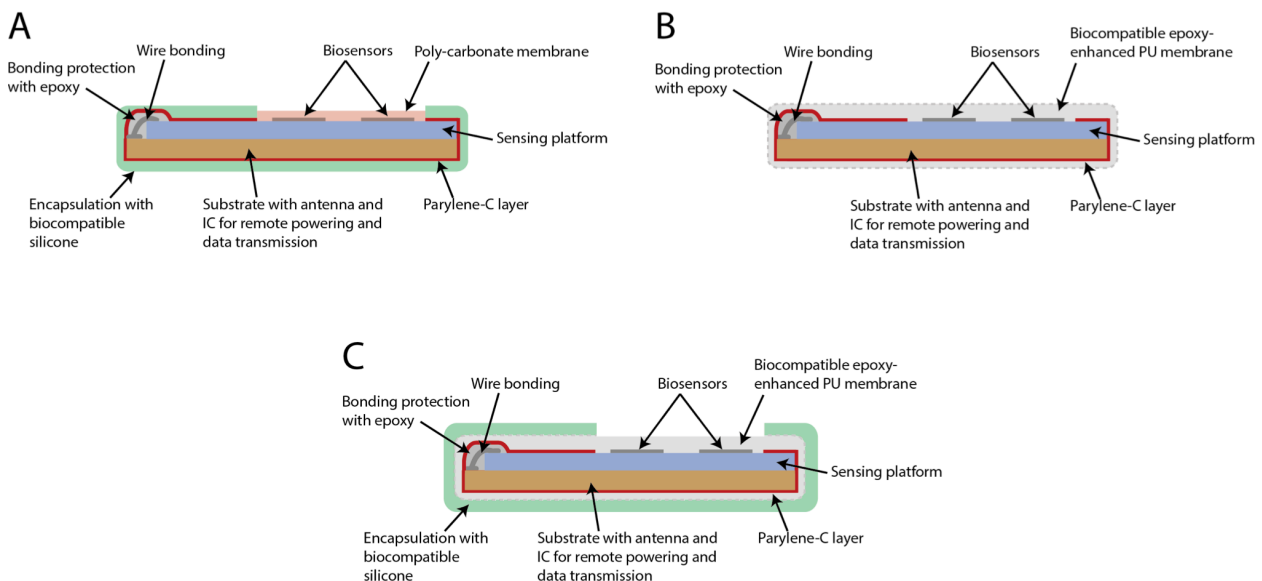 A
Wire bonding
Biosensors
Poly-carbonate membrane
Bonding protection
with epoxy
Sensing platform
Encapsulation with
biocompatible
silicone
Substrate with antenna and
IC for remote powering and
data transmission
Parylene-C layer
B
Wire bonding
Biosensors
Biocompatible epoxy-
enhanced PU membrane
Bonding protection
with epoxy
Sensing platform
Substrate with antenna and
IC for remote powering and
data transmission
Parylene-C layer
C
Wire bonding
Biosensors
Biocompatible epoxy-
enhanced PU membrane
Bonding protection
with epoxy
Sensing platform
Encapsulation with
biocompatible
silicone
Substrate with antenna and
IC for remote powering and
data transmission
Parylene-C layer